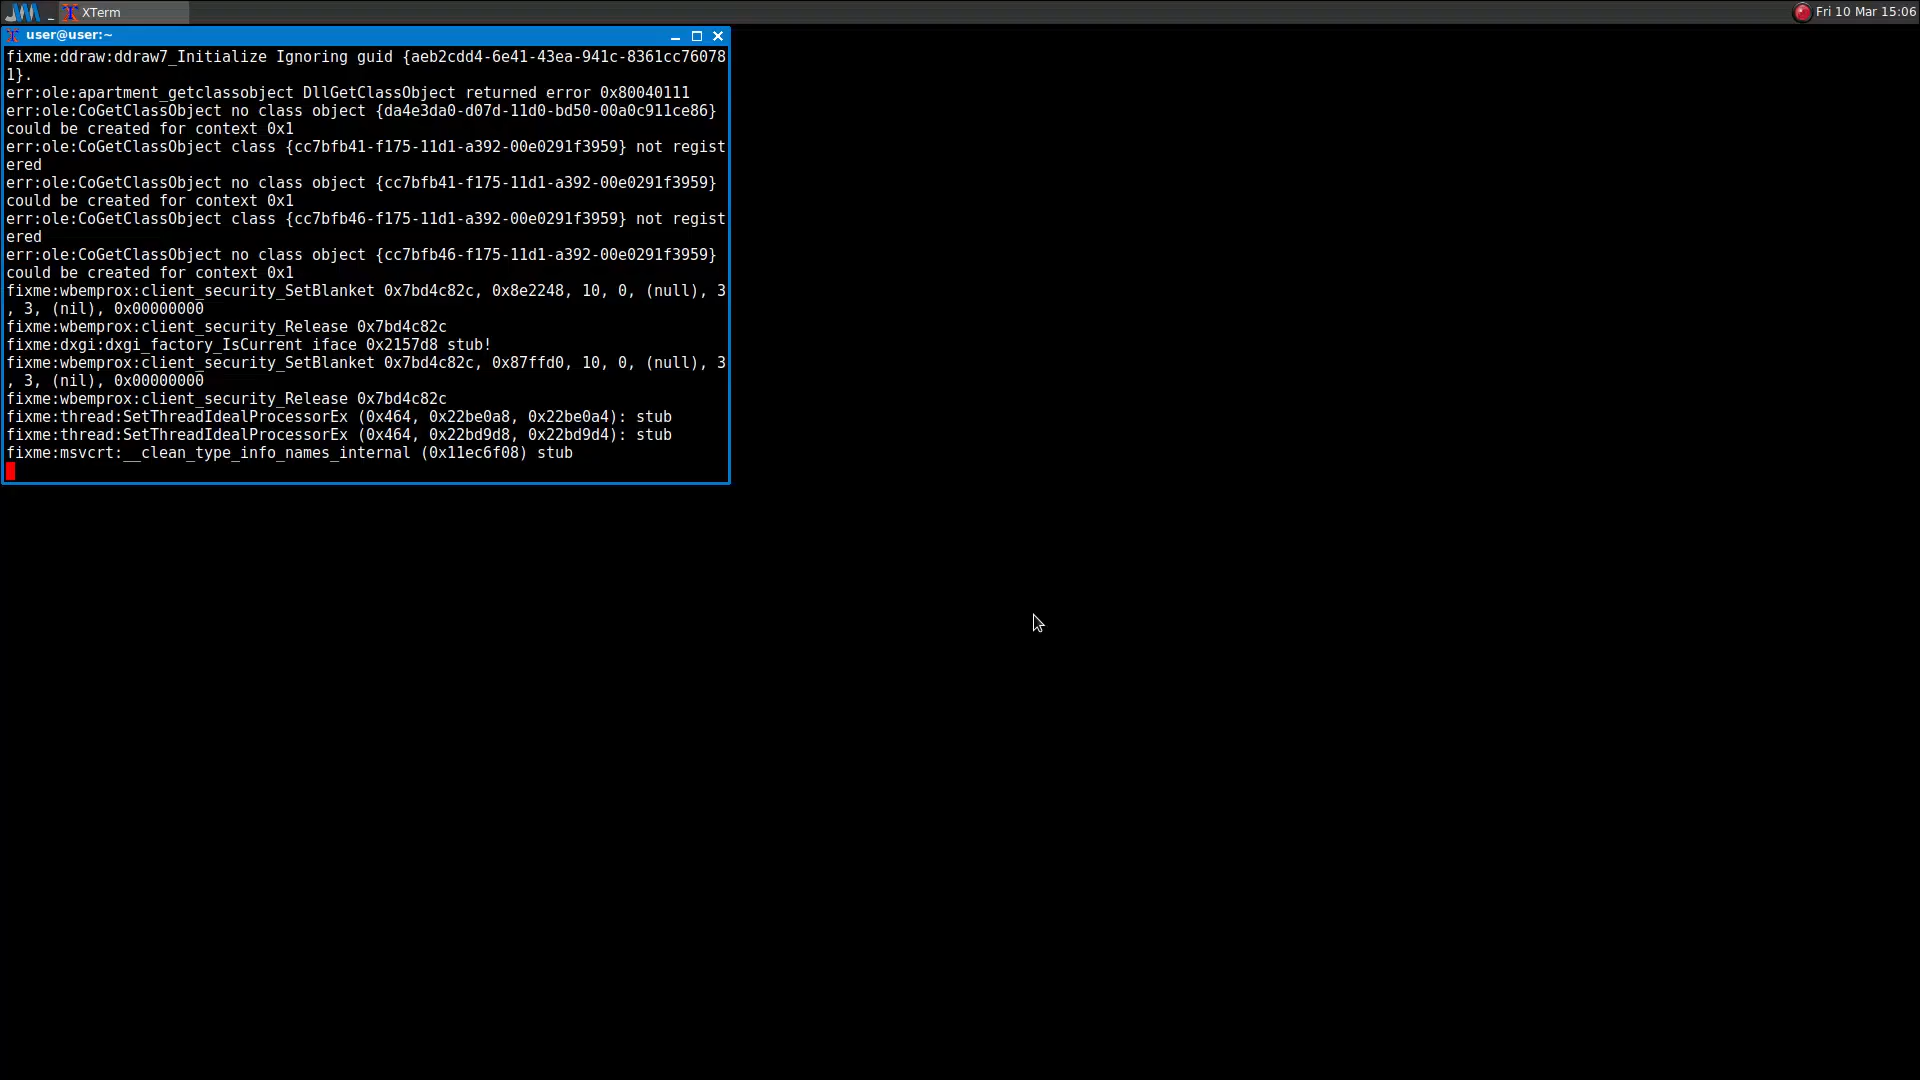 XTerm
Fri 10 Mar 15:06
user@user:~
fixme:ddraw:ddraw7_Initialize Ignoring guid {aeb2cdd4-6e41-43ea-941c-8361cc76078
1}.
err:ole:apartment_getclassobject DllGetClassObject returned error 0x80040111
err:ole:CoGetClassObject no class object {da4e3da0-d07d-11d0-bd50-00a0c911ce86}
could be created for context 0x1
err:ole:CoGetClassObject class {cc7bfb41-f175-11d1-a392-00e0291f3959} not regist
ered
err:ole:CoGetClassObject no class object {cc7bfb41-f175-11d1-a392-00e0291f3959}
could be created for context 0x1
err:ole:CoGetClassObject class {cc7bfb46-f175-11d1-a392-00e0291f3959} not regist
ered
err:ole:CoGetClassObject no class object {cc7bfb46-f175-11d1-a392-00e0291f3959}
could be created for context 0x1
fixme:wbemprox:client_security_SetBlanket 0x7bd4c82c, 0x8e2248, 10, 0, (null), 3
, 3, (nil), 0x00000000
fixme:wbemprox:client_security_Release 0x7bd4c82c
fixme:dxgi:dxgi_factory_IsCurrent iface 0x2157d8 stub!
fixme:wbemprox:client_security_SetBlanket 0x7bd4c82c, 0x87ffd0, 10, 0, (null), 3
, 3, (nil), 0x00000000
fixme:wbemprox:client_security_Release 0x7bd4c82c
fixme:thread:SetThreadIdealProcessorEx (0x464, 0x22be0a8, 0x22be0a4): stub
fixme:thread:SetThreadIdealProcessorEx (0x464, 0x22bd9d8, 0x22bd9d4): stub
fixme:msvcrt:__clean_type_info_names_internal (0x11ec6f08) stub